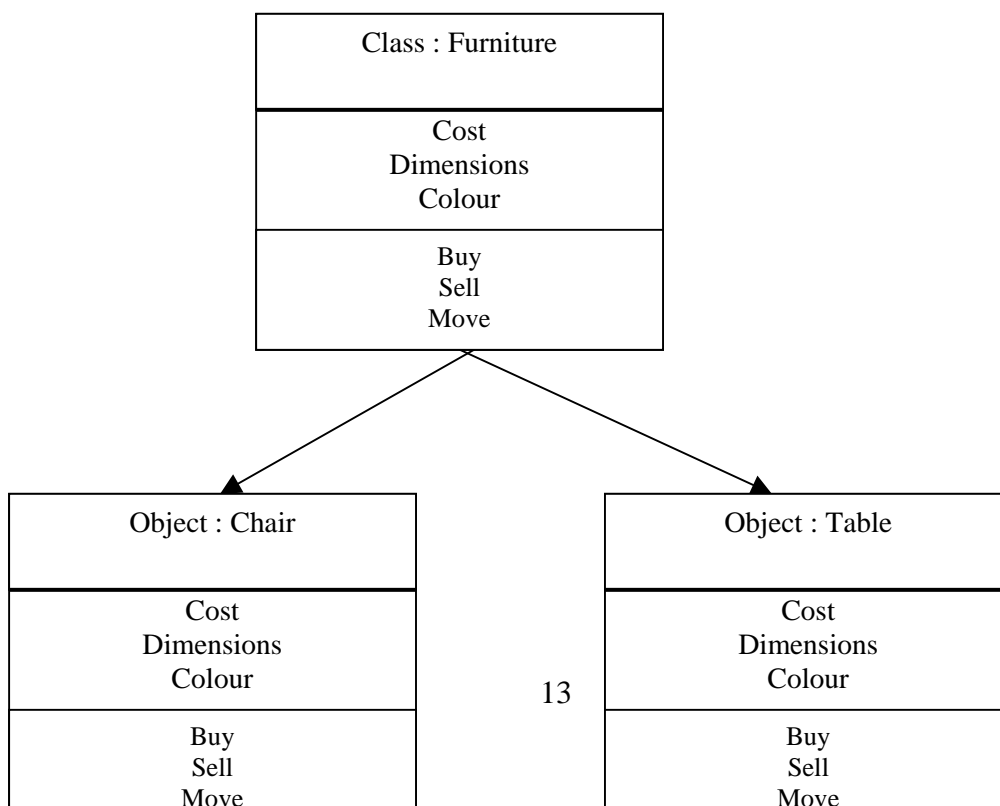 Class : Furniture
Cost
Dimensions
Colour
Buy
Sell
Move
Object : Chair
Cost
Dimensions
Colour
Buy
Sell
Move
13
Object : Table
Cost
Dimensions
Colour
Buy
Sell
Move